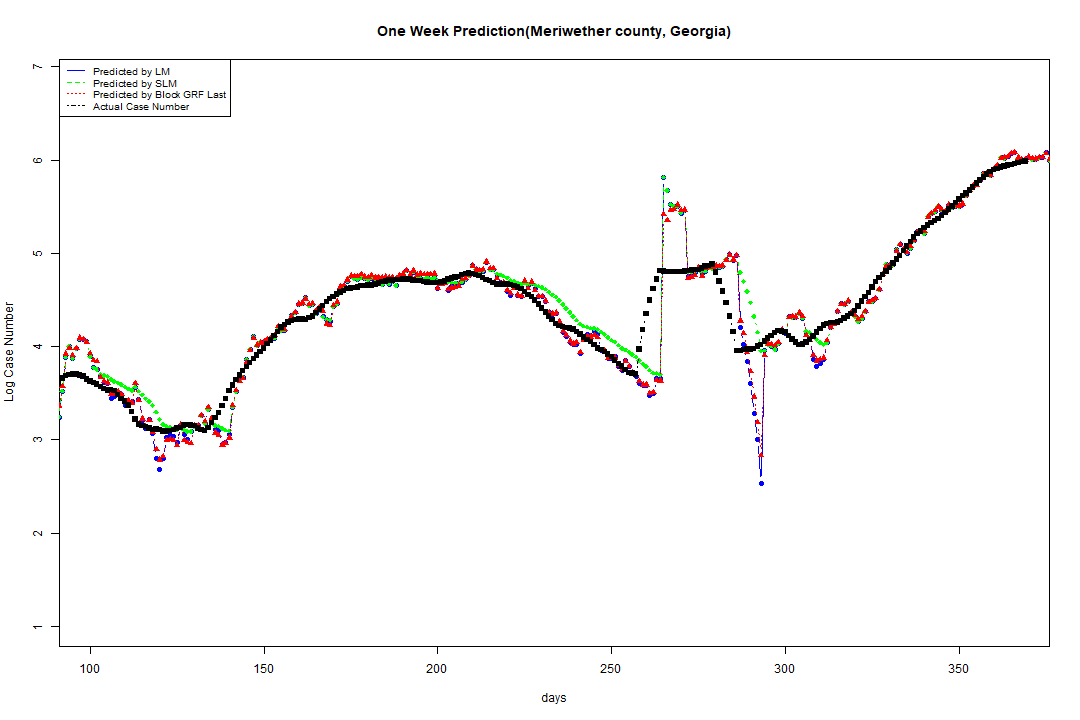 One Week Prediction(Meriwether county, Georgia)
Predicted by LM
Predicted by SLM
Predicted by Block GRF Last
Actual Case Number
7
6
5
4
3
2
1
Log Case Number
100 150 200 250 300 350
days